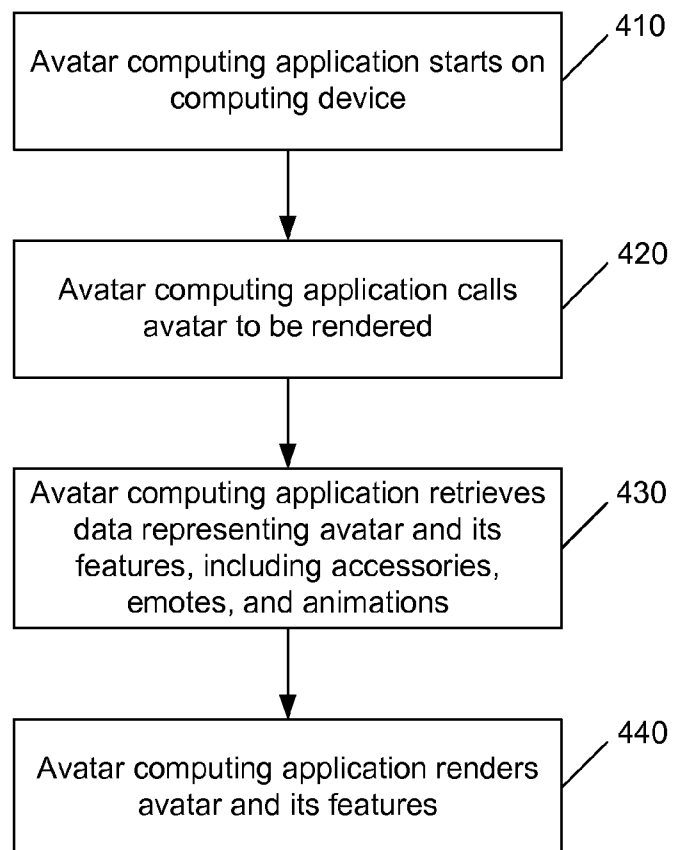 410
Avatar computing application starts on
computing device
420
Avatar computing application calls
avatar to be rendered
430
Avatar computing application retrieves
data representing avatar and its
features, including accessories,
emotes, and animations
440
Avatar computing application renders
avatar and its features